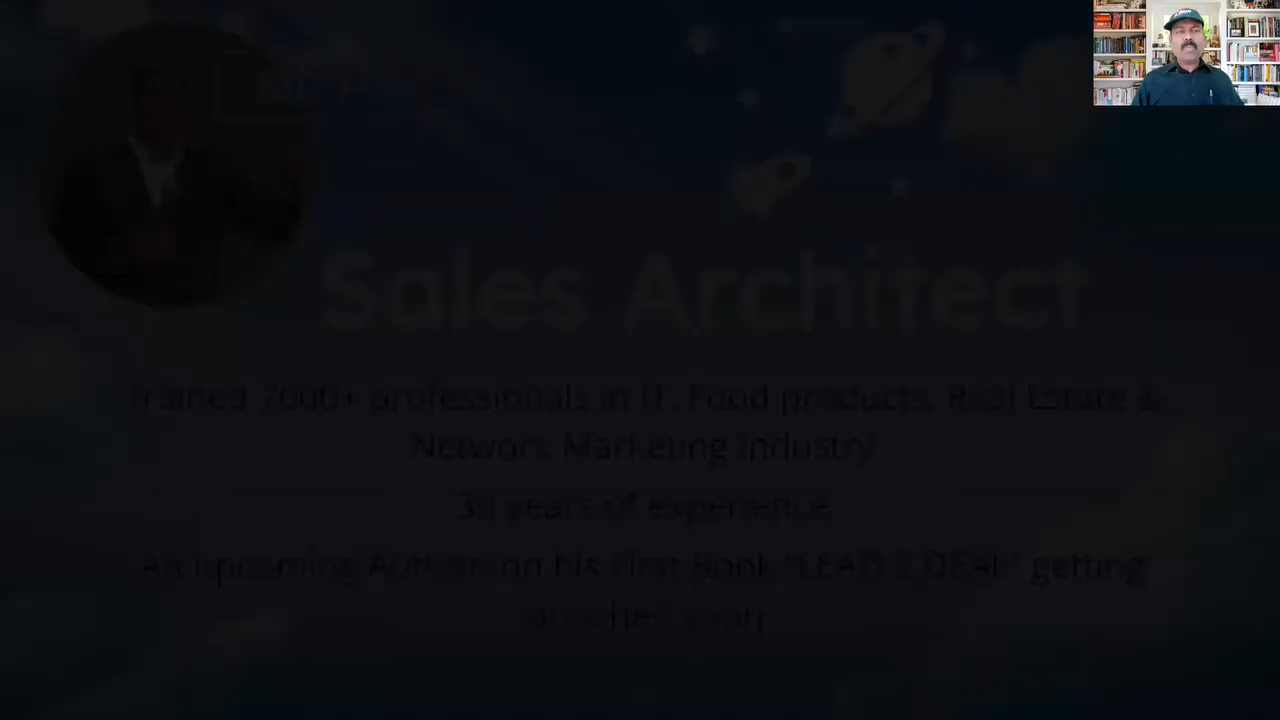 Sales Architect
Trained 7000+ professionals in IT, Food products, Real Estate &
Network Marketing Industry
30 years of experience
An upcoming Author on his First Book "LEAD 2 DEAL" getting
launched soon